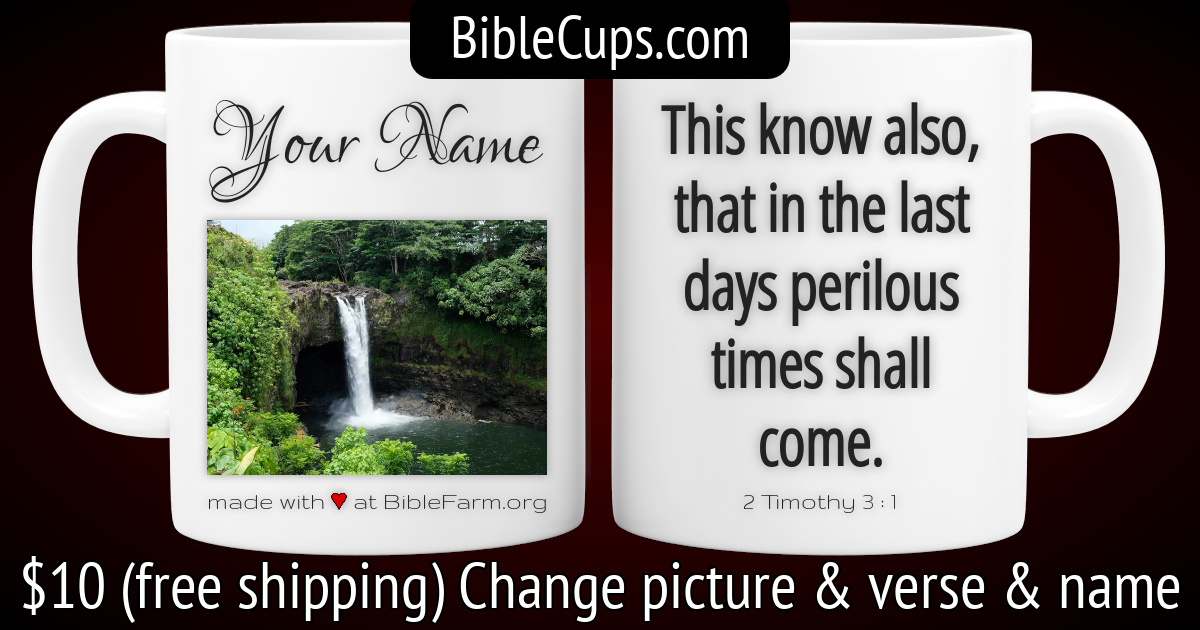 BibleCups.com
Your Name
made with ♥ at BibleFarm.org
This know also,
that in the last
days perilous
times shall
come.
2 Timothy 3 : 1
$10 (free shipping) Change picture & verse & name